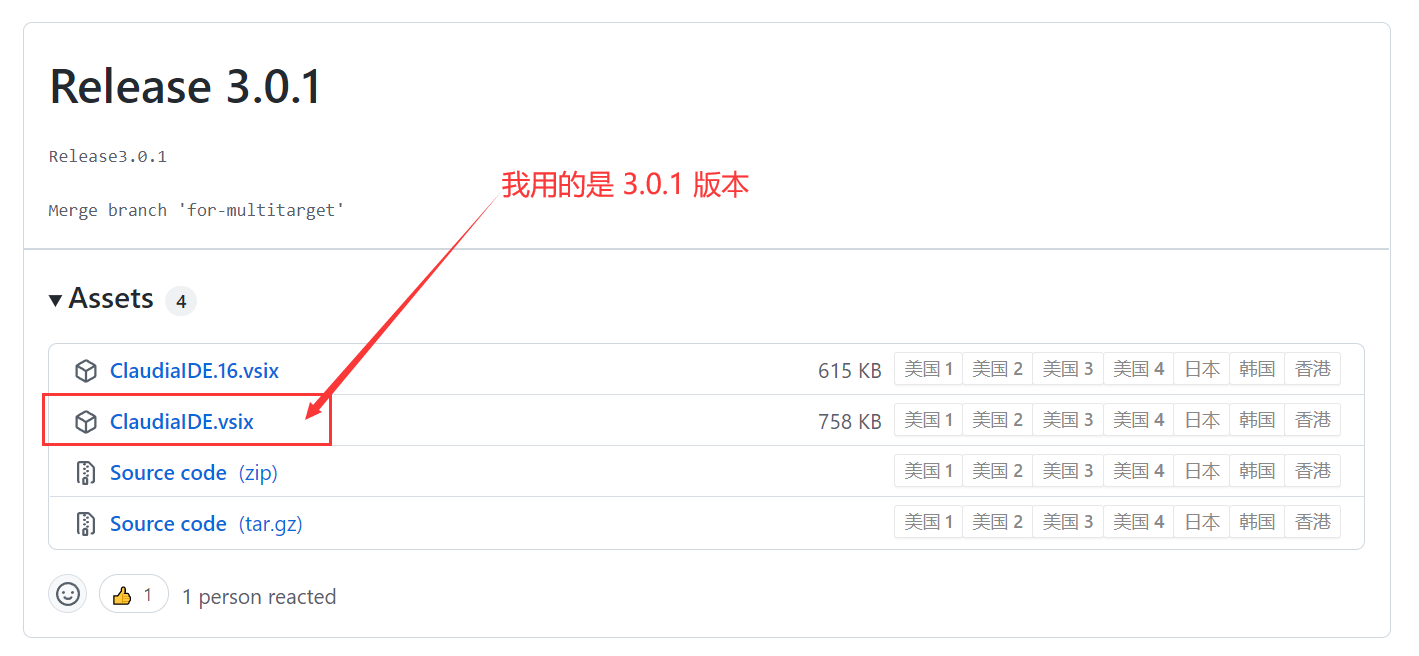 Release 3.0.1
Release3.0.1
我用的是 3.0.1 版本
Merge branch 'for-multitarget'
Assets 4
ClaudiaIDE.16.vsix 615 KB 美国 1 美国 2 美国 3 美国 4 日本 韩国 香港
ClaudiaIDE.vsix 758 KB 美国 1 美国 2 美国 3 美国 4 日本 韩国 香港
Source code (zip) 美国 1 美国 2 美国 3 美国 4 日本 韩国 香港
Source code (tar.gz) 美国 1 美国 2 美国 3 美国 4 日本 韩国 香港
1 1 person reacted